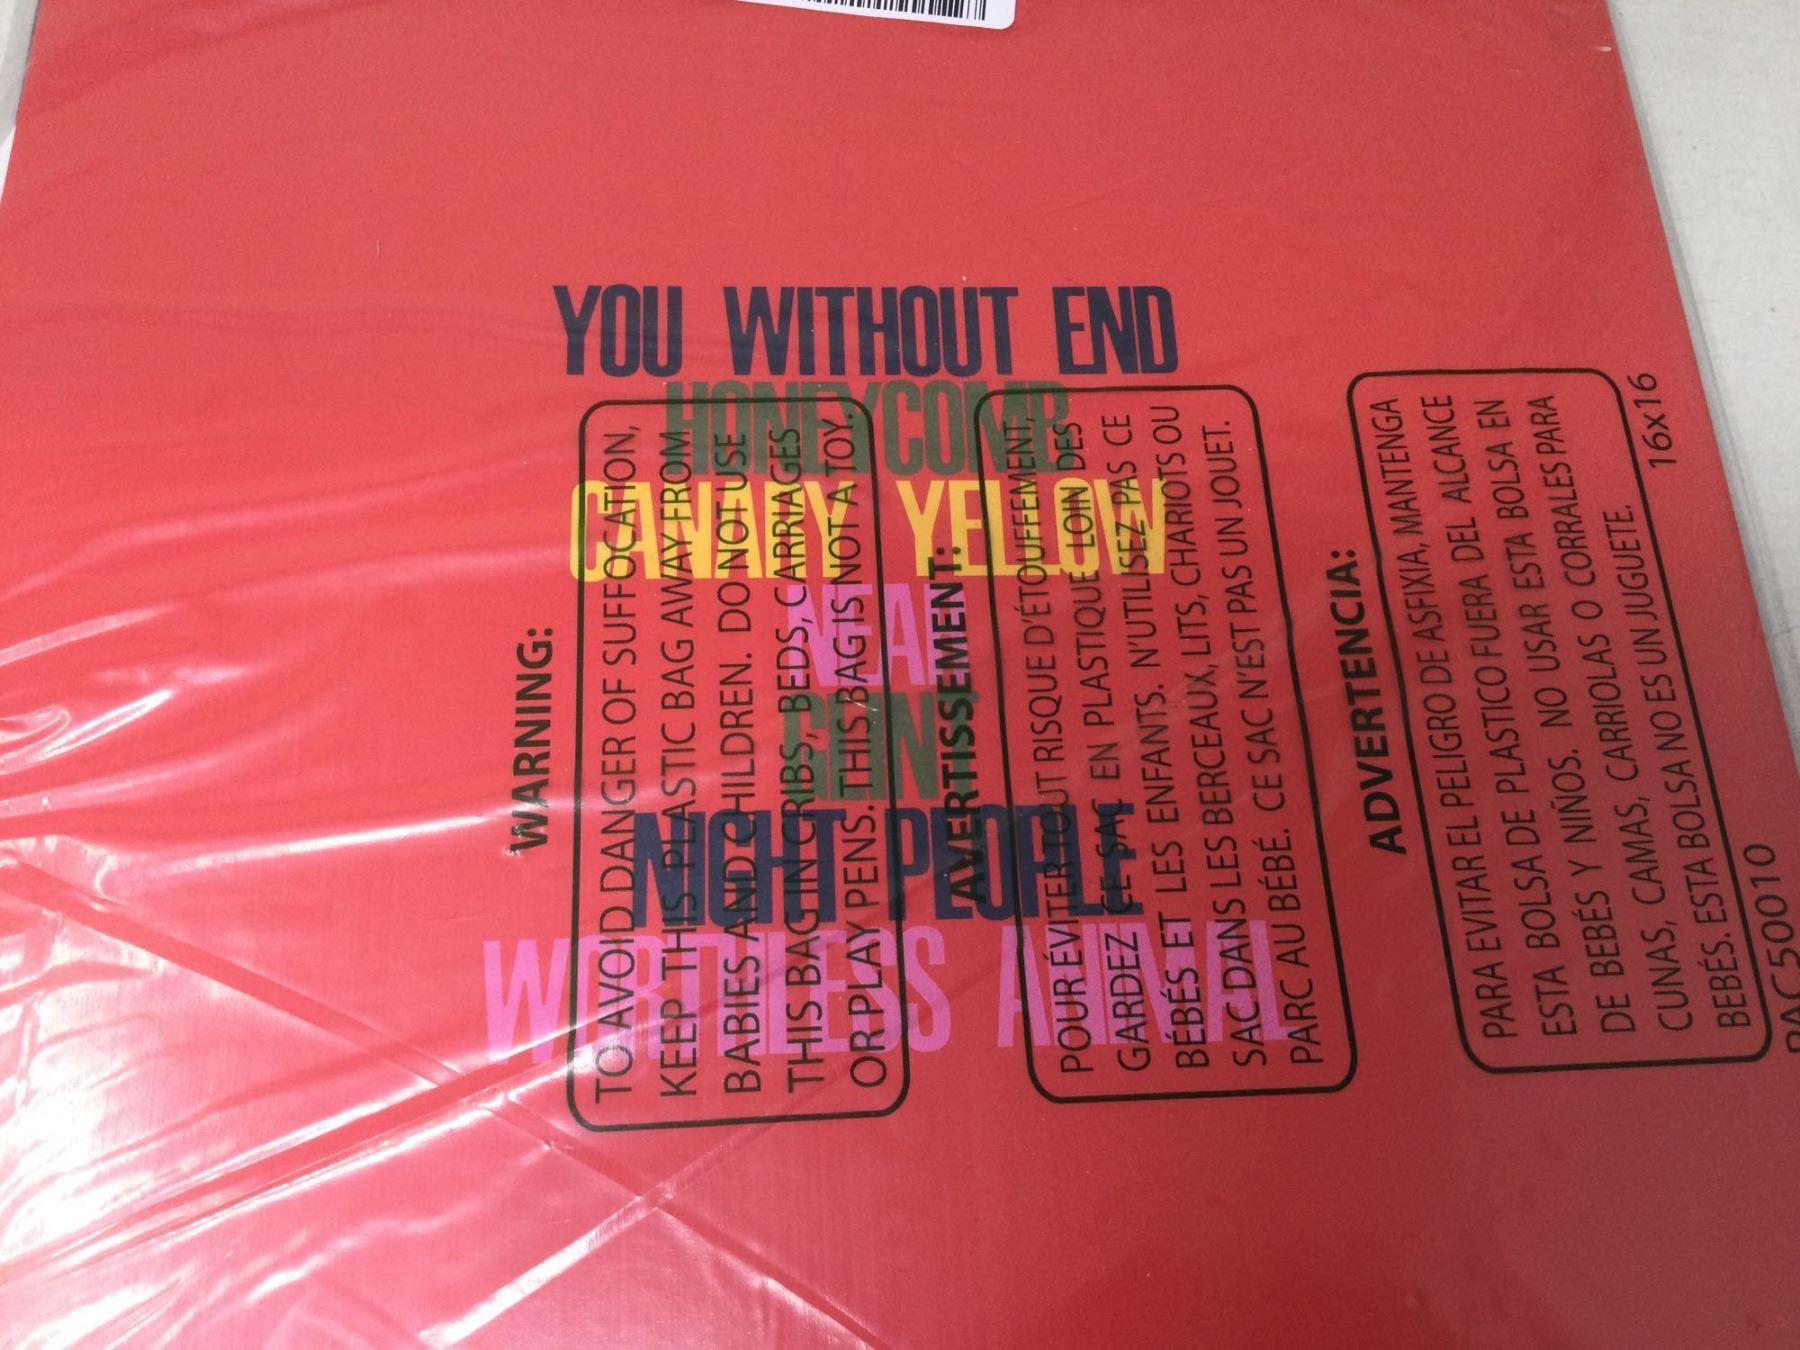 YOU WITHOUT END
HONEYCOMB
CANARY YELLOW
NEAR
GLINT
NIGHT PEOPLE
WORTHLESS ANIMAL
WARNING:
TO AVOID DANGER OF SUFFOCATION,
KEEP THIS PLASTIC BAG AWAY FROM
BABIES AND CHILDREN. DO NOT USE
THIS BAG IN CRIBS, BEDS, CARRIAGES
OR PLAY PENS. THIS BAG IS NOT A TOY.
AVERTISSEMENT:
POUR ÉVITER TOUT RISQUE D'ÉTOUFFEMENT,
GARDEZ CE SAC EN PLASTIQUE LOIN DES
BÉBÉS ET LES ENFANTS. N'UTILISEZ PAS CE
SAC DANS LES BERCEAUX, LITS, CHARIOTS OU
PARC AU BÉBÉ. CE SAC N'EST PAS UN JOUET.
ADVERTENCIA:
PARA EVITAR EL PELIGRO DE ASFIXIA, MANTENGA
ESTA BOLSA DE PLASTICO FUERA DEL ALCANCE
DE BEBÉS Y NIÑOS. NO USAR ESTA BOLSA EN
CUNAS, CAMAS, CARRIOLAS O CORRALES PARA
BEBÉS. ESTA BOLSA NO ES UN JUGUETE.
PAC500010 16x16